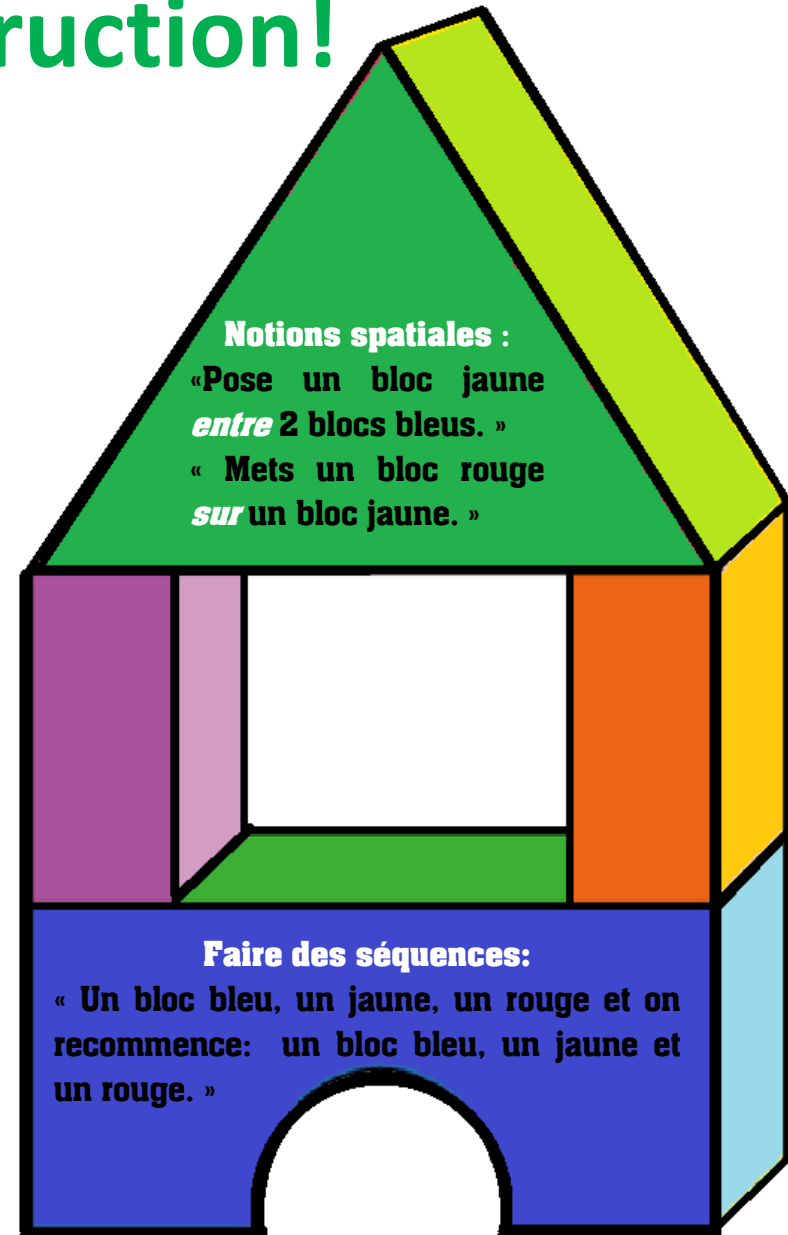 ruction!
Notions spatiales :
«Pose un bloc jaune
entre 2 blocs bleus. »
« Mets un bloc rouge
sur un bloc jaune. »
Faire des séquences:
« Un bloc bleu, un jaune, un rouge et on
recommence: un bloc bleu, un jaune et
un rouge. »